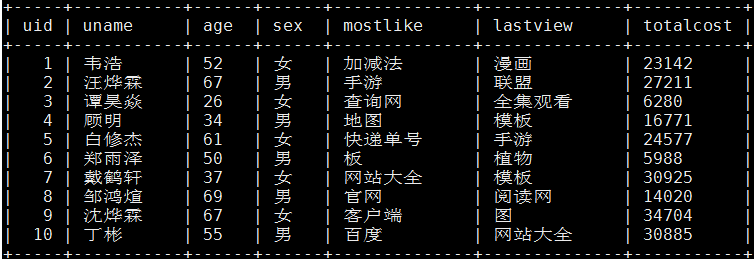 uid uname age sex mostlike lastview totalcost
1 韦浩 52 女 加减法 漫画 23142
2 汪烨霖 67 男 手游 联盟 27211
3 谭昊焱 26 女 查询网 全集观看 6280
4 顾明 34 男 地图 模板 16771
5 白修杰 61 女 快递单号 手游 24577
6 郑雨泽 50 男 板 植物 5988
7 戴鹤轩 37 女 网站大全 模板 30925
8 邹鸿煊 69 男 官网 阅读网 14020
9 沈烨霖 67 女 客户端 图 34704
10 丁彬 55 男 百度 网站大全 30885